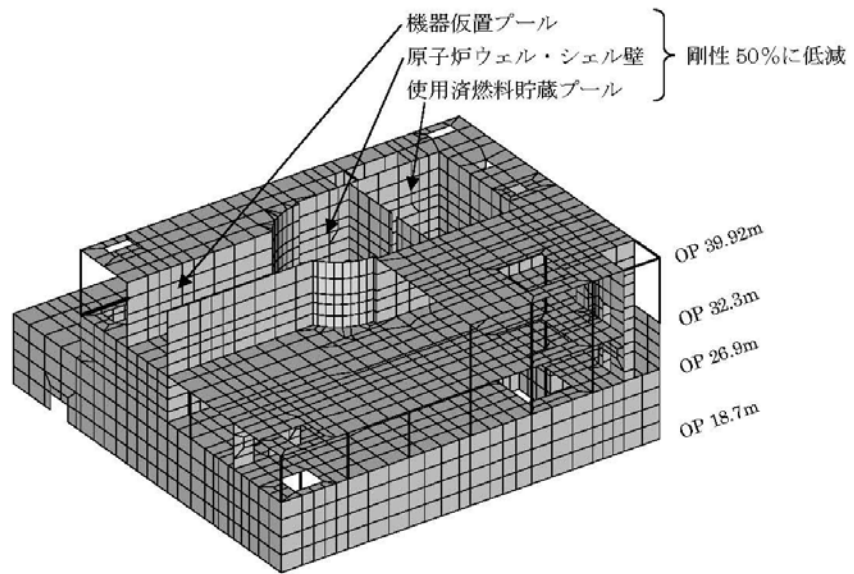 機器仮置プール
原子炉ウェル・シェル壁
使用済燃料貯蔵プール
剛性 50%に低減
OP 39.92m
OP 32.3m
OP 26.9m
OP 18.7m